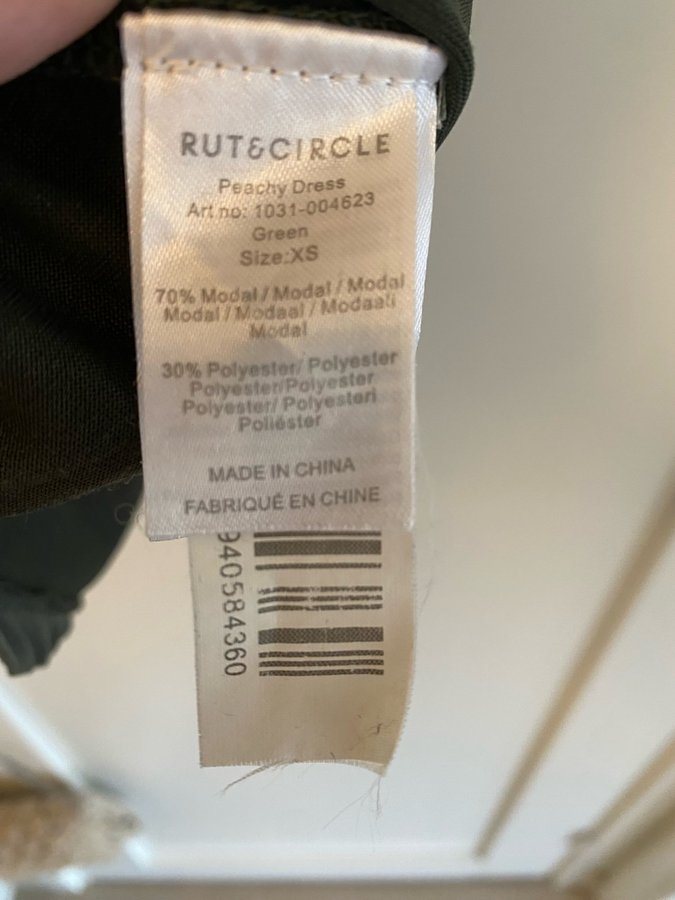 RUT&CIRCLE
Peachy Dress
Art no: 1031-004623
Green
Size:XS
70% Modal / Modal / Modal
Modal / Modaal / Modaali
Modal
30% Polyester/ Polyester
Polyester/Polyester
Polyester/ Polyesteri
Poliéster
MADE IN CHINA
FABRIQUÉ EN CHINE
940584360